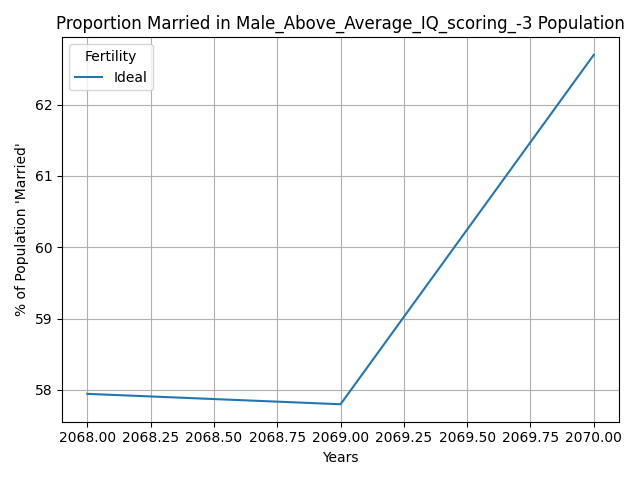 Proportion Married in Male_Above_Average_IQ_scoring_-3 Population
Fertility
Ideal
% of Population 'Married'
62
61
60
59
58
2068.00 2068.25 2068.50 2068.75 2069.00 2069.25 2069.50 2069.75 2070.00
Years